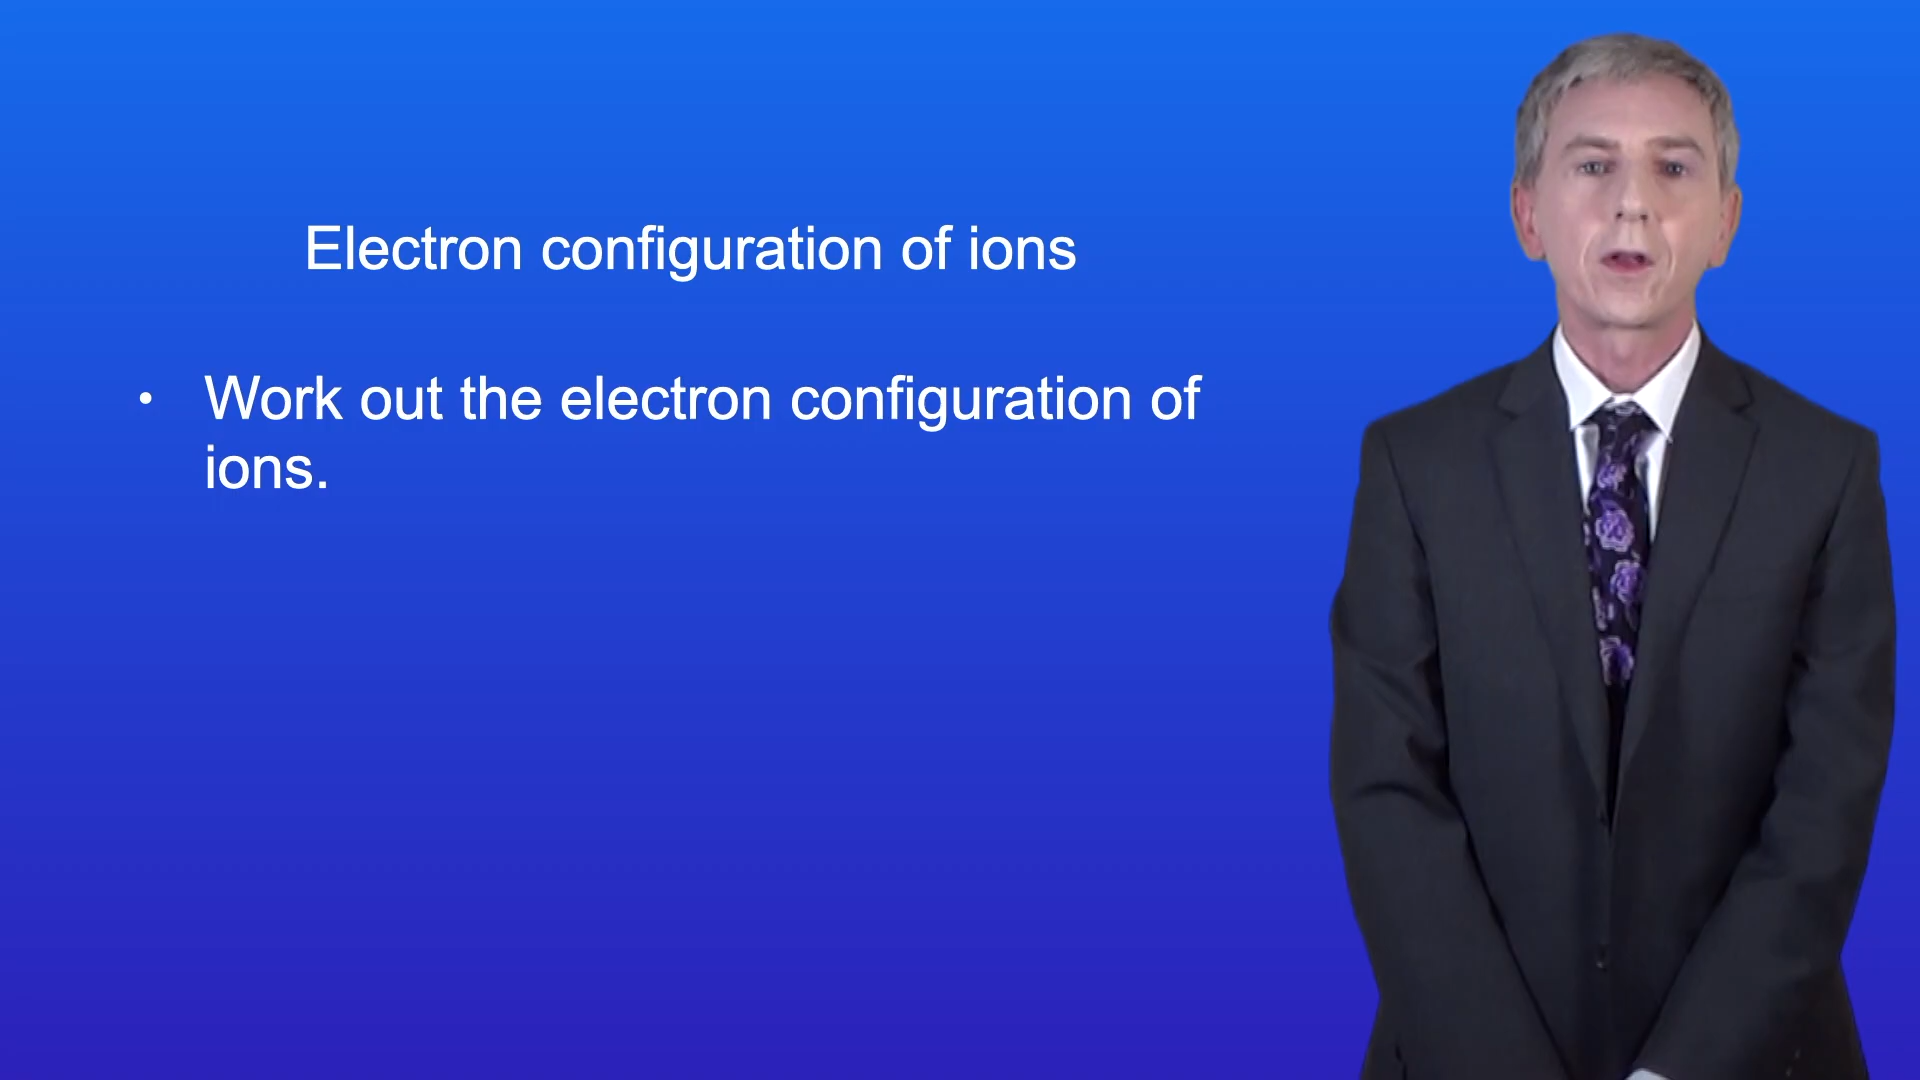 Electron configuration of ions
• Work out the electron configuration of
ions.